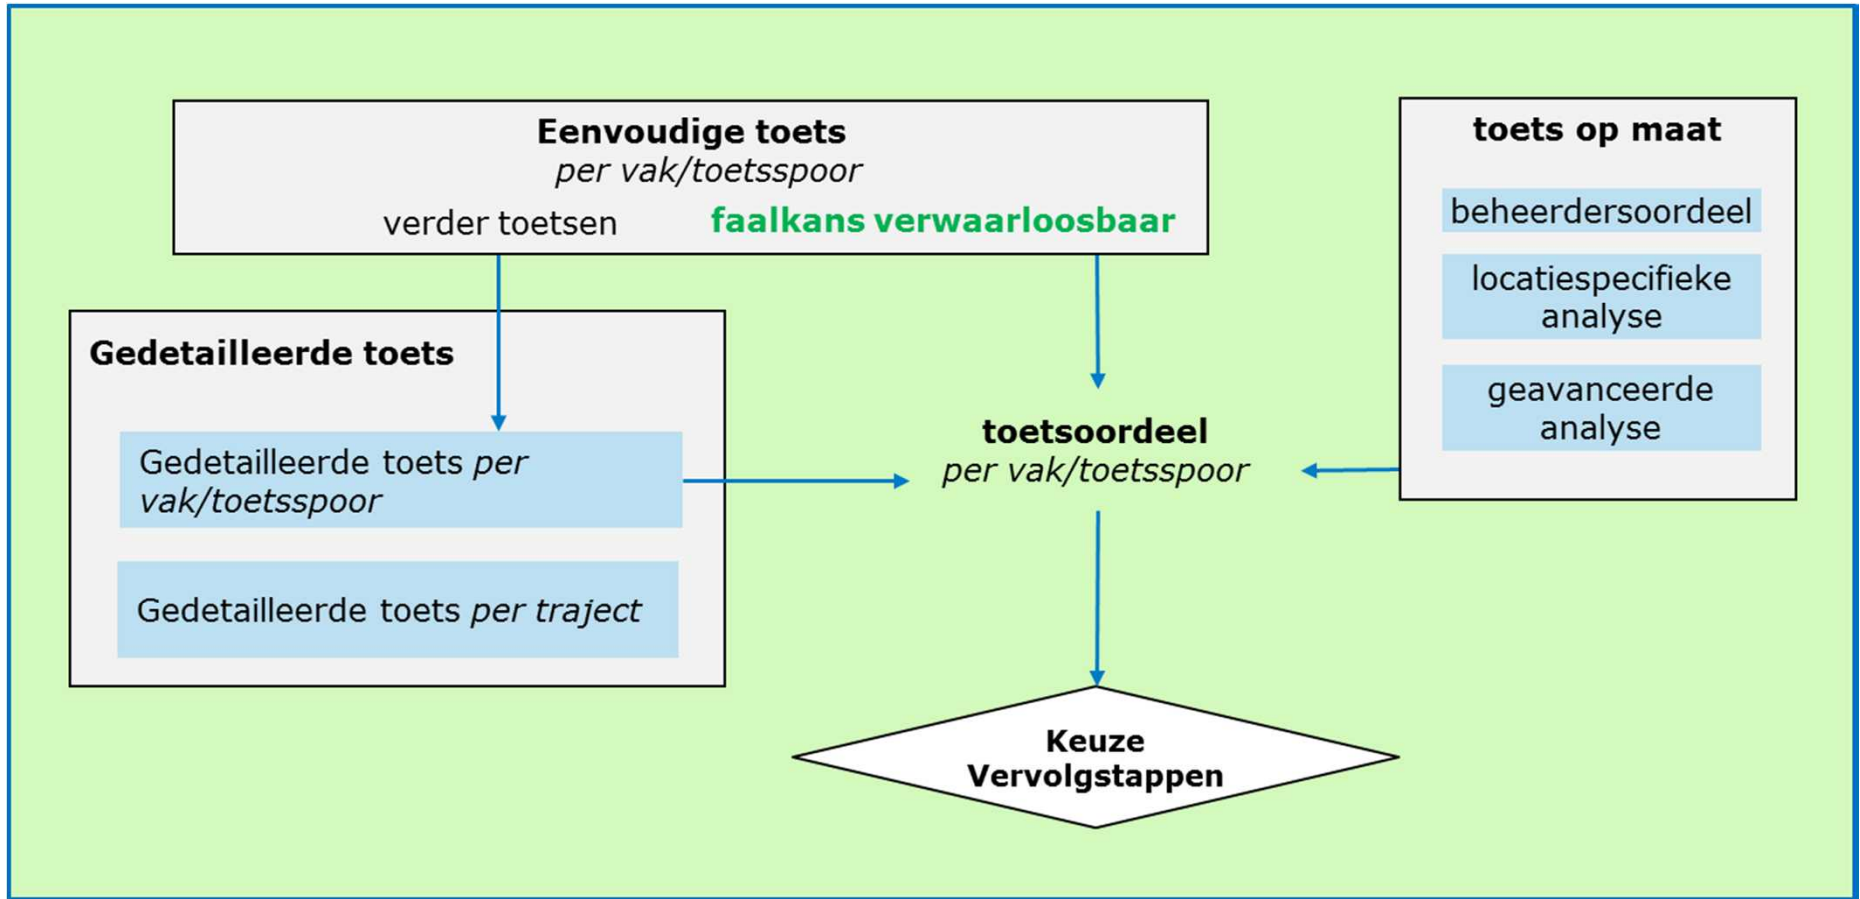 Eenvoudige toets
per vak/toetsspoor
verder toetsen
faalkans verwaarloosbaar
toets op maat
beheerdersoordeel
locatiespecifieke
analyse
geavanceerde
analyse
Gedetailleerde toets
Gedetailleerde toets per
vak/toetsspoor
Gedetailleerde toets per traject
toetsoordeel
per vak/toetsspoor
Keuze
Vervolgstappen